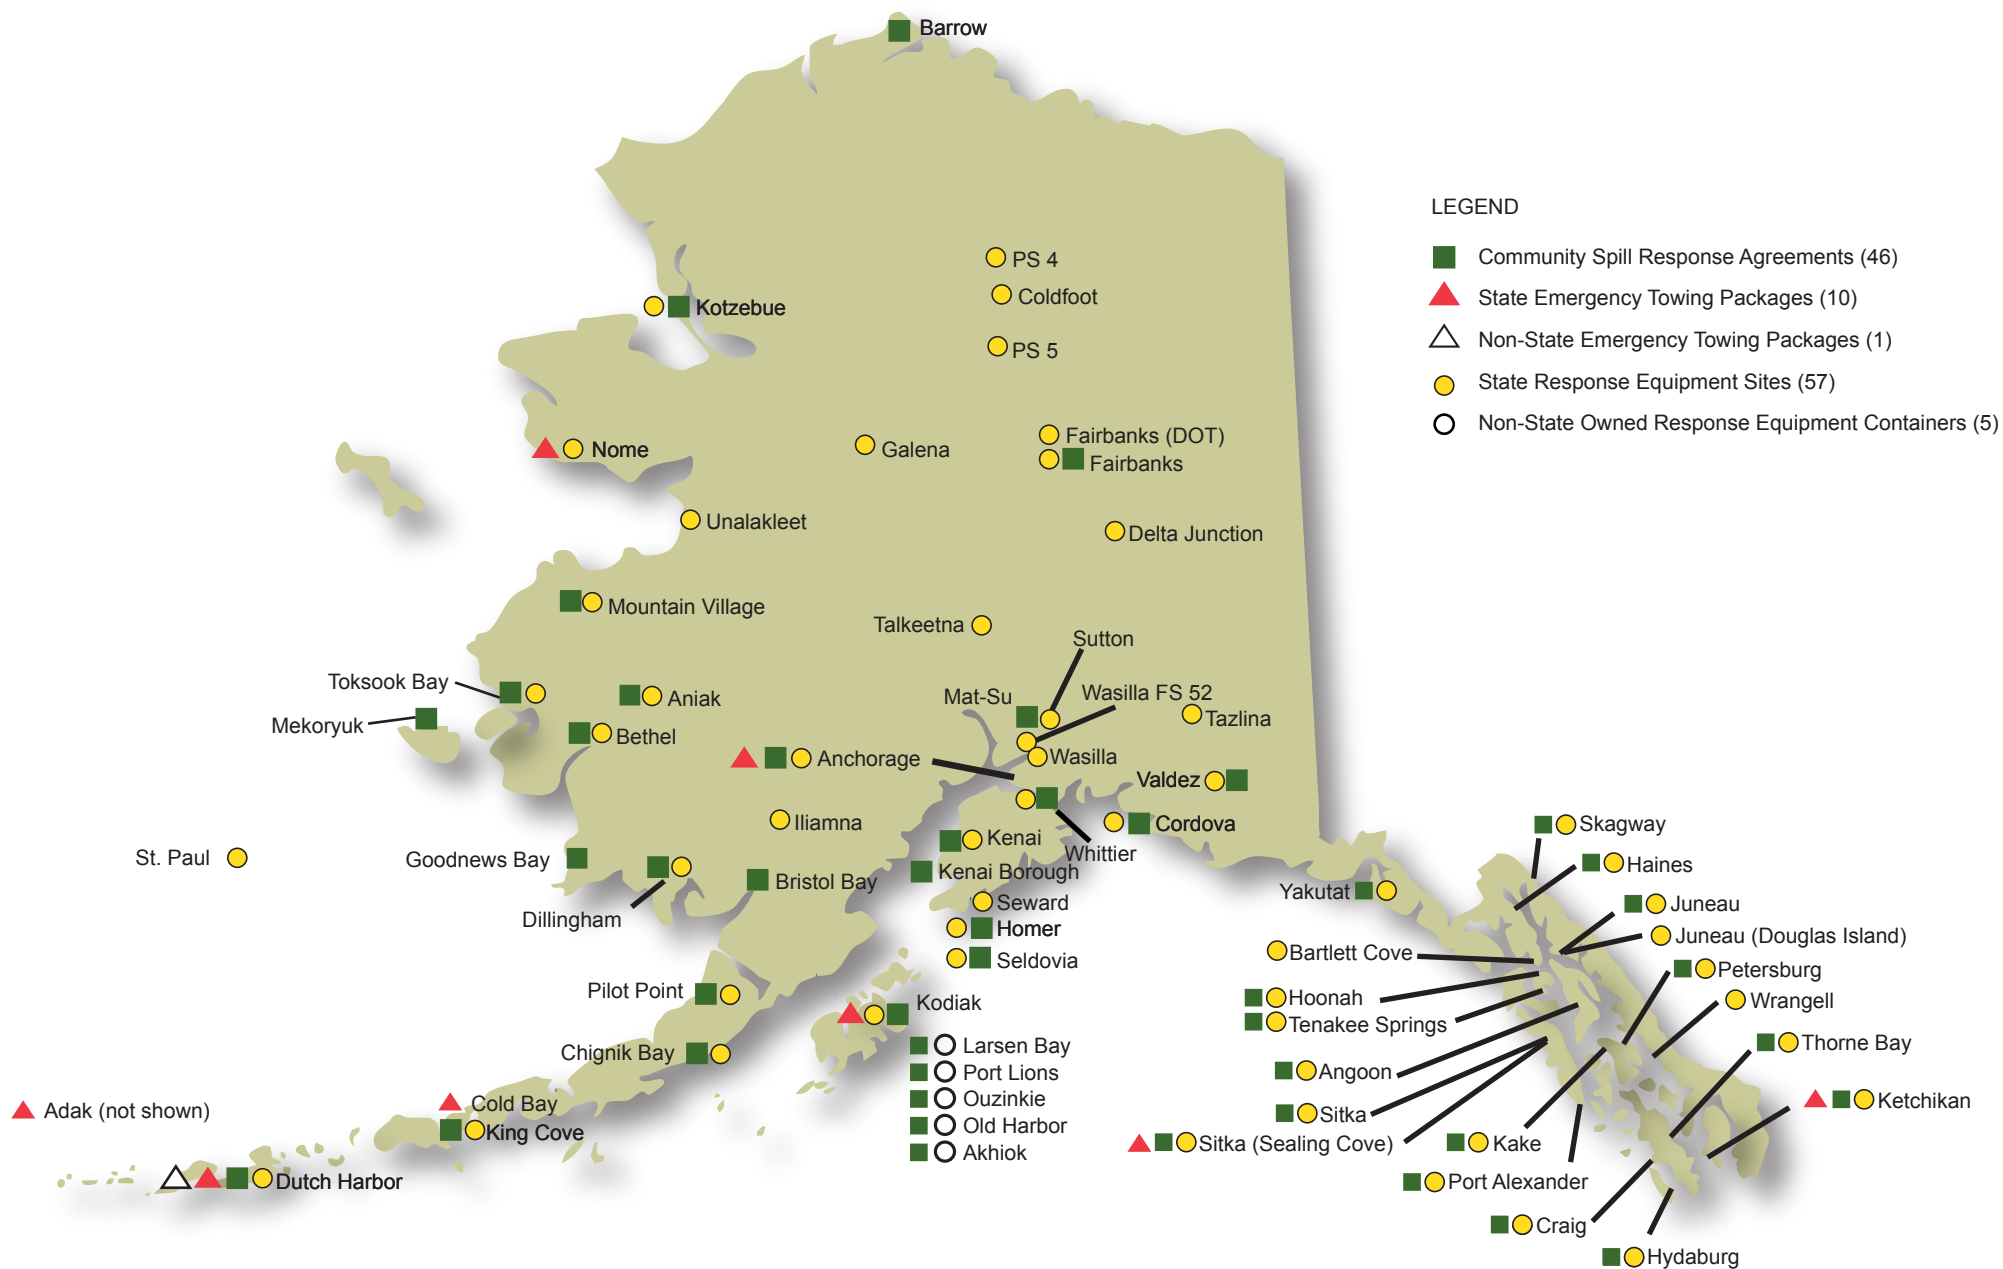 Barrow
LEGEND
Community Spill Response Agreements (46)
State Emergency Towing Packages (10)
Non-State Emergency Towing Packages (1)
State Response Equipment Sites (57)
Non-State Owned Response Equipment Containers (5)
PS 4
Coldfoot
Kotzebue
PS 5
Fairbanks (DOT)
Nome
Galena
Fairbanks
Unalakleet
Delta Junction
Mountain Village
Talkeetna
Sutton
Toksook Bay
Aniak
Mat-Su
Wasilla FS 52
Mekoryuk
Tazlina
Bethel
Anchorage
Wasilla
Valdez
Iliamna
Cordova
Skagway
Kenai
Whittier
St. Paul
Goodnews Bay
Haines
Bristol Bay
Kenai Borough
Yakutat
Seward
Juneau
Dillingham
Homer
Juneau (Douglas Island)
Bartlett Cove
Seldovia
Petersburg
Pilot Point
Hoonah
Wrangell
Kodiak
Tenakee Springs
Larsen Bay
Thorne Bay
Chignik Bay
Port Lions
Angoon
Ouzinkie
Ketchikan
Cold Bay
Adak (not shown)
Sitka
Old Harbor
King Cove
Sitka (Sealing Cove)
Kake
Akhiok
Dutch Harbor
Port Alexander
Craig
Hydaburg